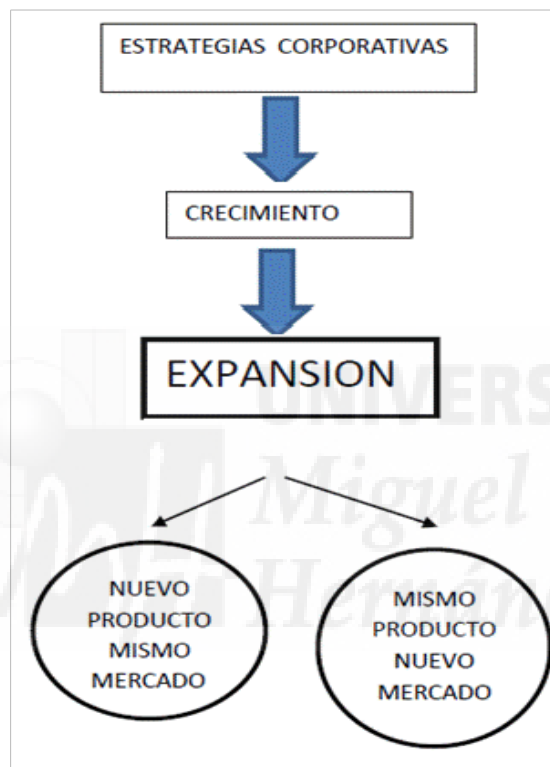 ESTRATEGIAS CORPORATIVAS
CRECIMIENTO
EXPANSION
UNIVERS
Miguel
Hernán
NUEVO
PRODUCTO
MISMO
MERCADO
MISMO
PRODUCTO
NUEVO
MERCADO